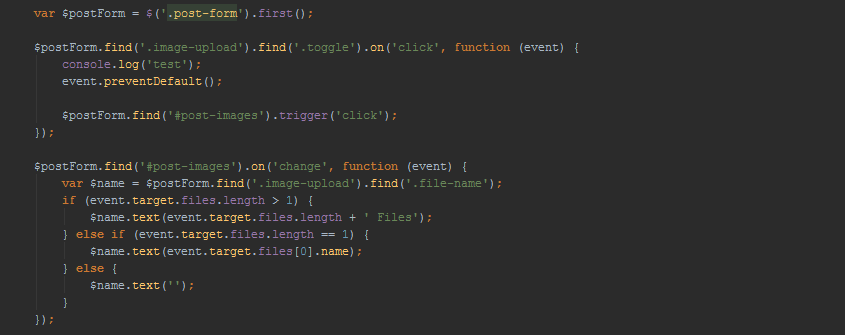 var $postForm = $('.post-form').first();
$postForm.find('.image-upload').find('.toggle').on('click', function (event) {
console.log('test');
event.preventDefault();
$postForm.find('#post-images').trigger('click');
});
$postForm.find('#post-images').on('change', function (event) {
var $name = $postForm.find('.image-upload').find('.file-name');
if (event.target.files.length > 1) {
$name.text(event.target.files.length + ' Files');
} else if (event.target.files.length == 1) {
$name.text(event.target.files[0].name);
} else {
$name.text('');
}
});